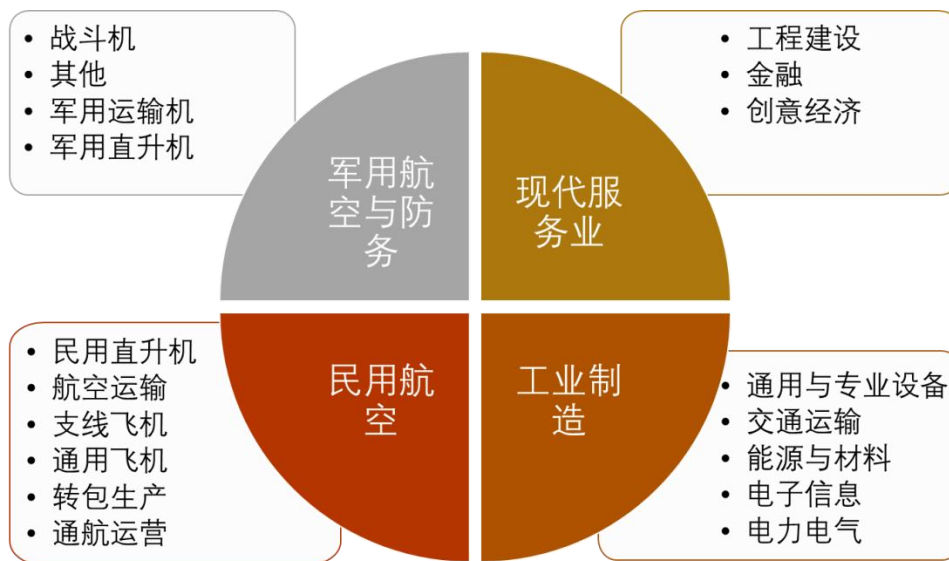 战斗机
其他
军用运输机
军用直升机
工程建设
金融
创意经济
军用航
空与防
务
现代服
务业
民用航
空
工业制
造
民用直升机
航空运输
支线飞机
通用飞机
转包生产
通航运营
通用与专业设备
交通运输
能源与材料
电子信息
电力电气